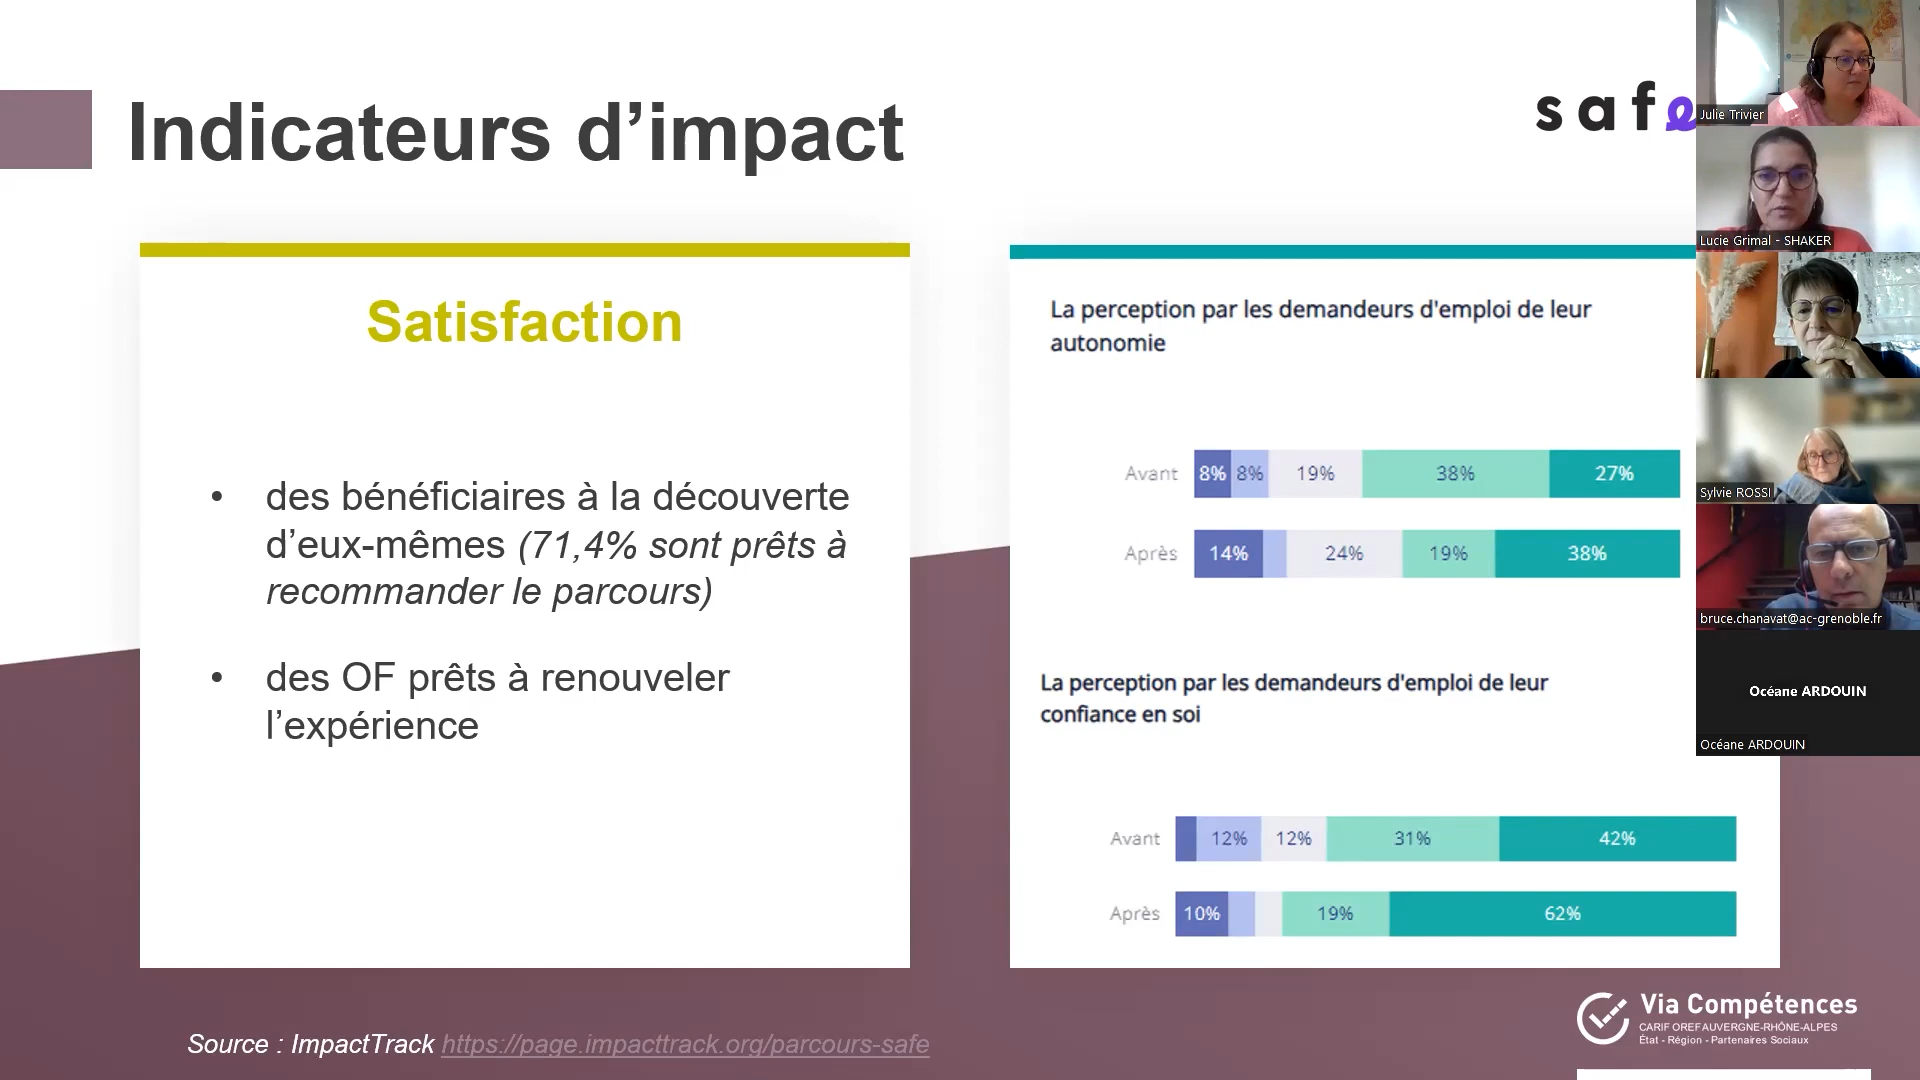 Indicateurs d’impact
safe
Satisfaction
• des bénéficiaires à la découverte
d’eux-mêmes (71,4% sont prêts à
recommander le parcours)
• des OF prêts à renouveler
l’expérience
La perception par les demandeurs d'emploi de leur
autonomie
Avant 8% 8% 19% 38% 27%
Après 14% 24% 19% 38%
La perception par les demandeurs d'emploi de leur
confiance en soi
Avant 12% 12% 31% 42%
Après 10% 19% 62%
Source : ImpactTrack https://page.impacttrack.org/parcours-safe
Julie Trivier
Lucie Grimal - SHAKER
Sylvie ROSSI
bruce.chanavat@ac-grenoble.fr
Océane ARDOUIN
Océane ARDOUIN
Via Compétences
CARIF OREF AUVERGNE-RHÔNE-ALPES
État - Région - Partenaires Sociaux